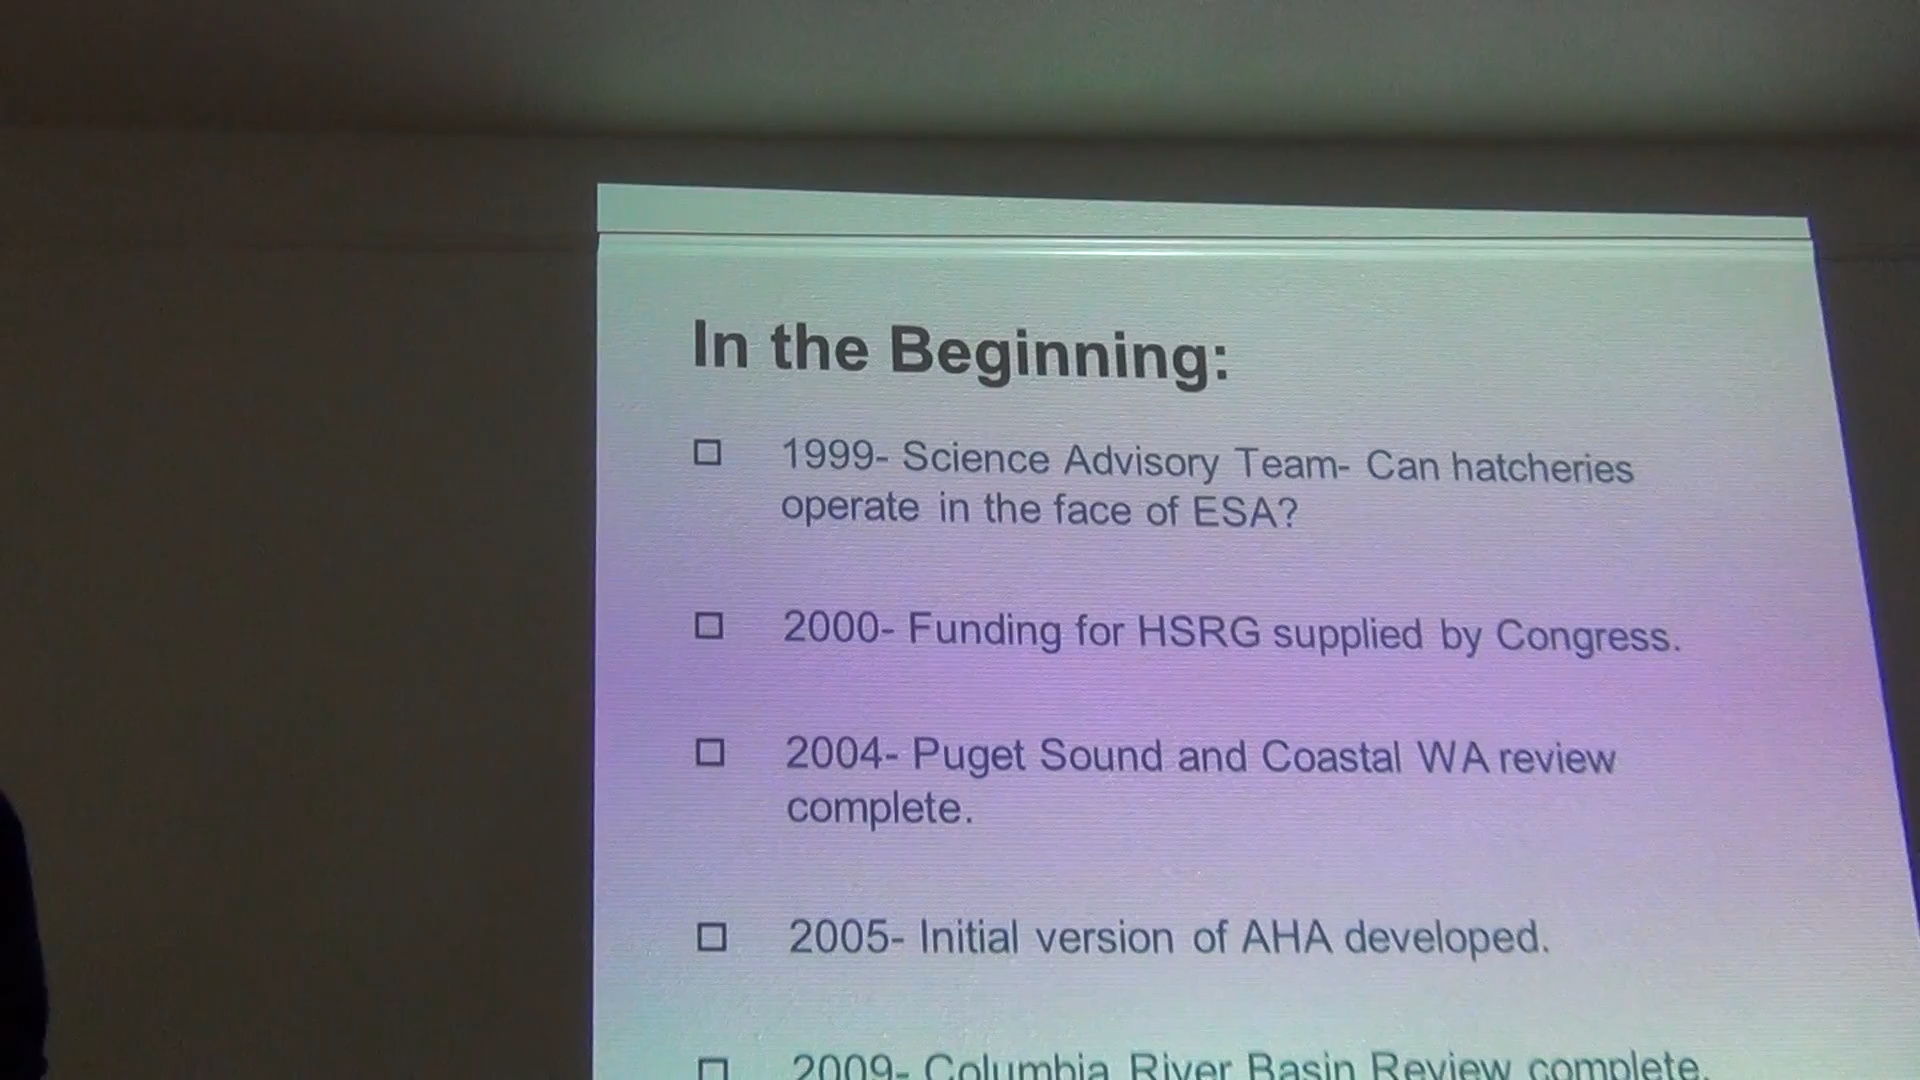 In the Beginning:
1999- Science Advisory Team- Can hatcheries
operate in the face of ESA?
2000- Funding for HSRG supplied by Congress.
2004- Puget Sound and Coastal WA review
complete.
2005- Initial version of AHA developed.
2009- Columbia River Basin Review complete.